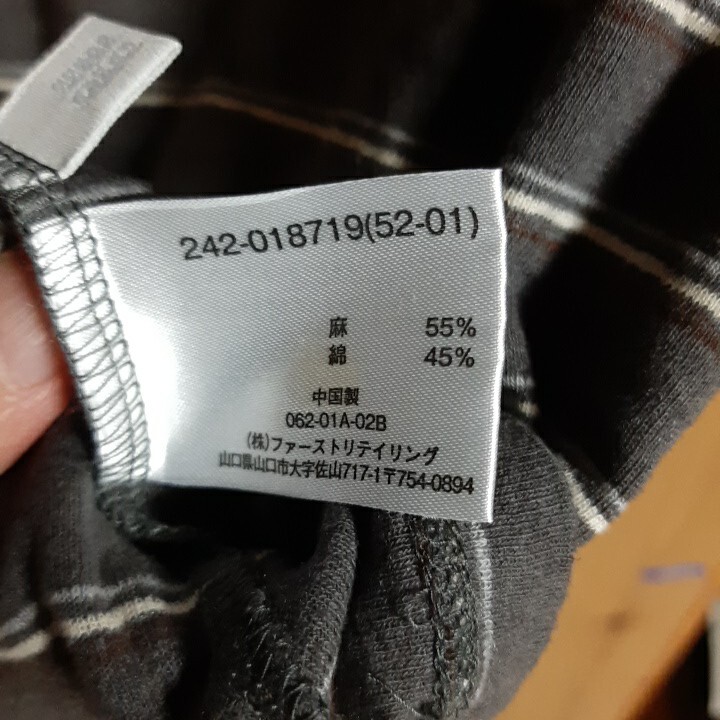 242-018719(52-01)
麻 55%
綿 45%
中国製
062-01A-02B
(株)ファーストリテイリング
山口県山口市大字佐山717-1〒754-0894